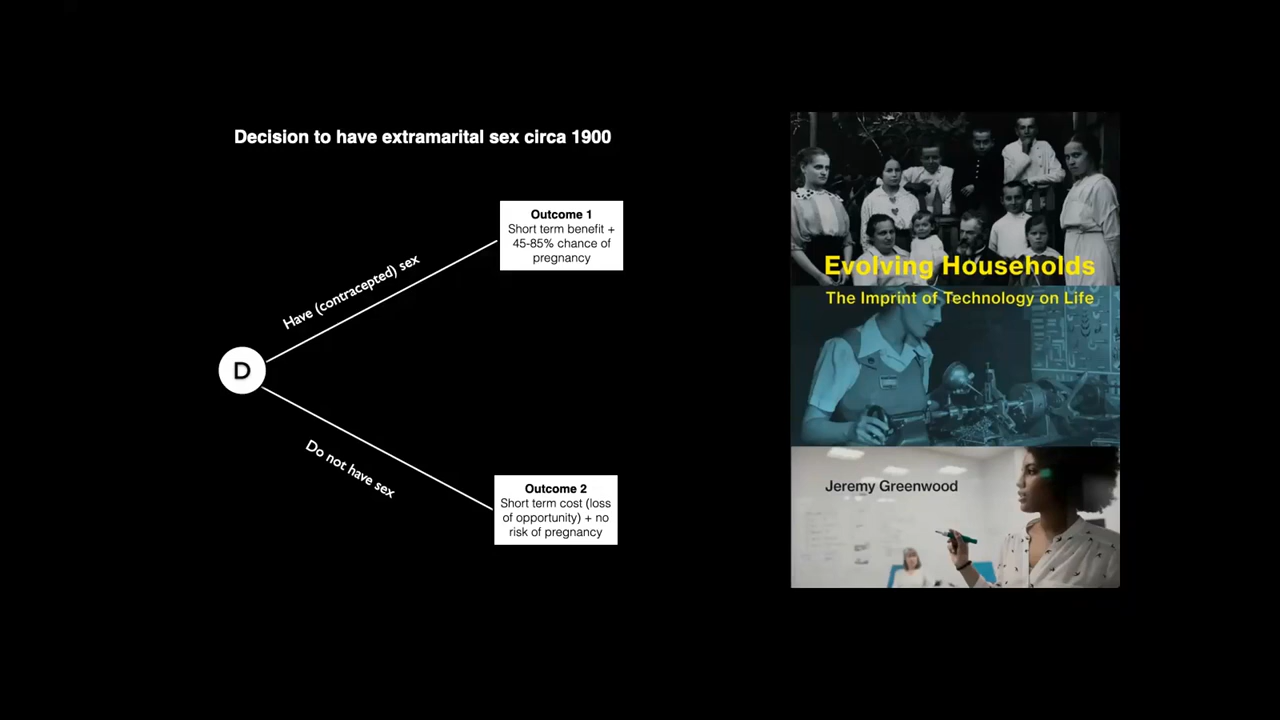 Decision to have extramarital sex circa 1900
Outcome 1
Short term benefit +
45-85% chance of
pregnancy
Have (contracepted) sex
D
Do not have sex
Outcome 2
Short term cost (loss
of opportunity) + no
risk of pregnancy
Evolving Households
The Imprint of Technology on Life
Jeremy Greenwood